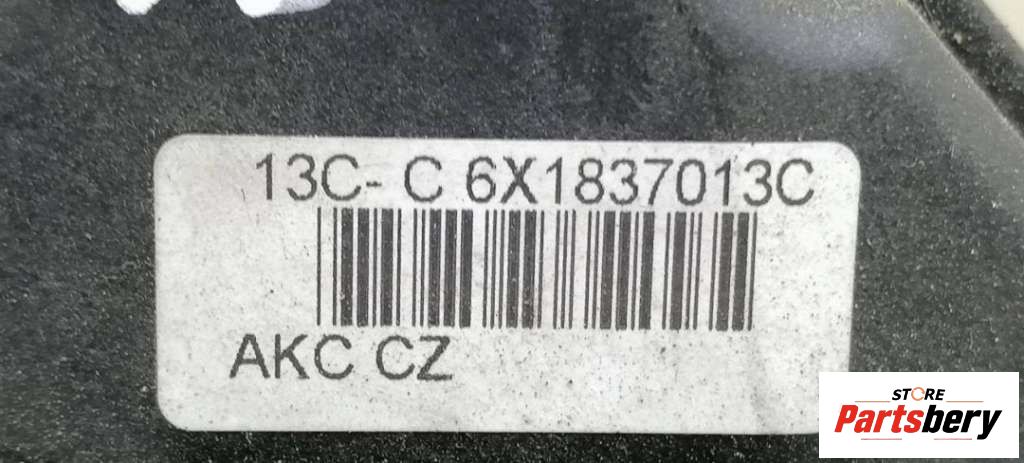 13C- C 6X1837013C
AKC CZ
STORE
Partsbery